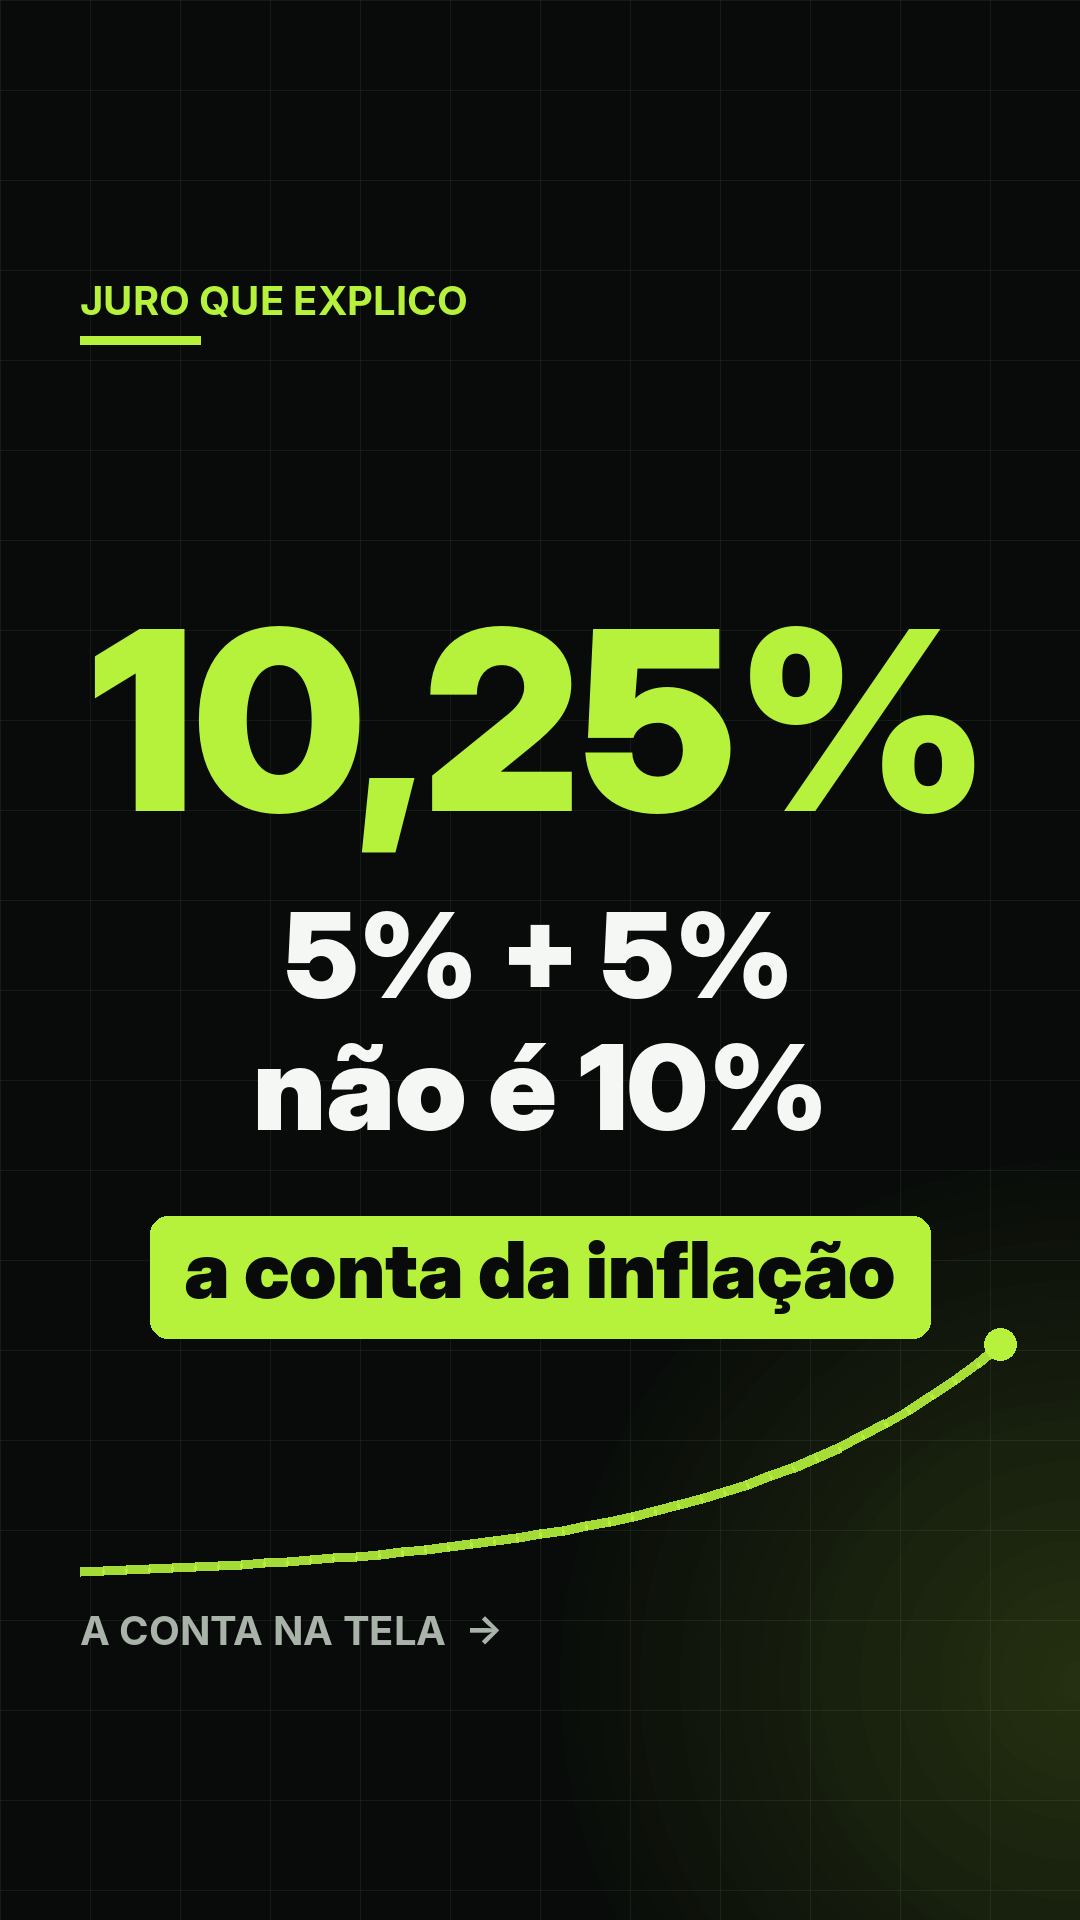 JURO QUE EXPLICO
10,25%
5% + 5%
não é 10%
a conta da inflação
A CONTA NA TELA →